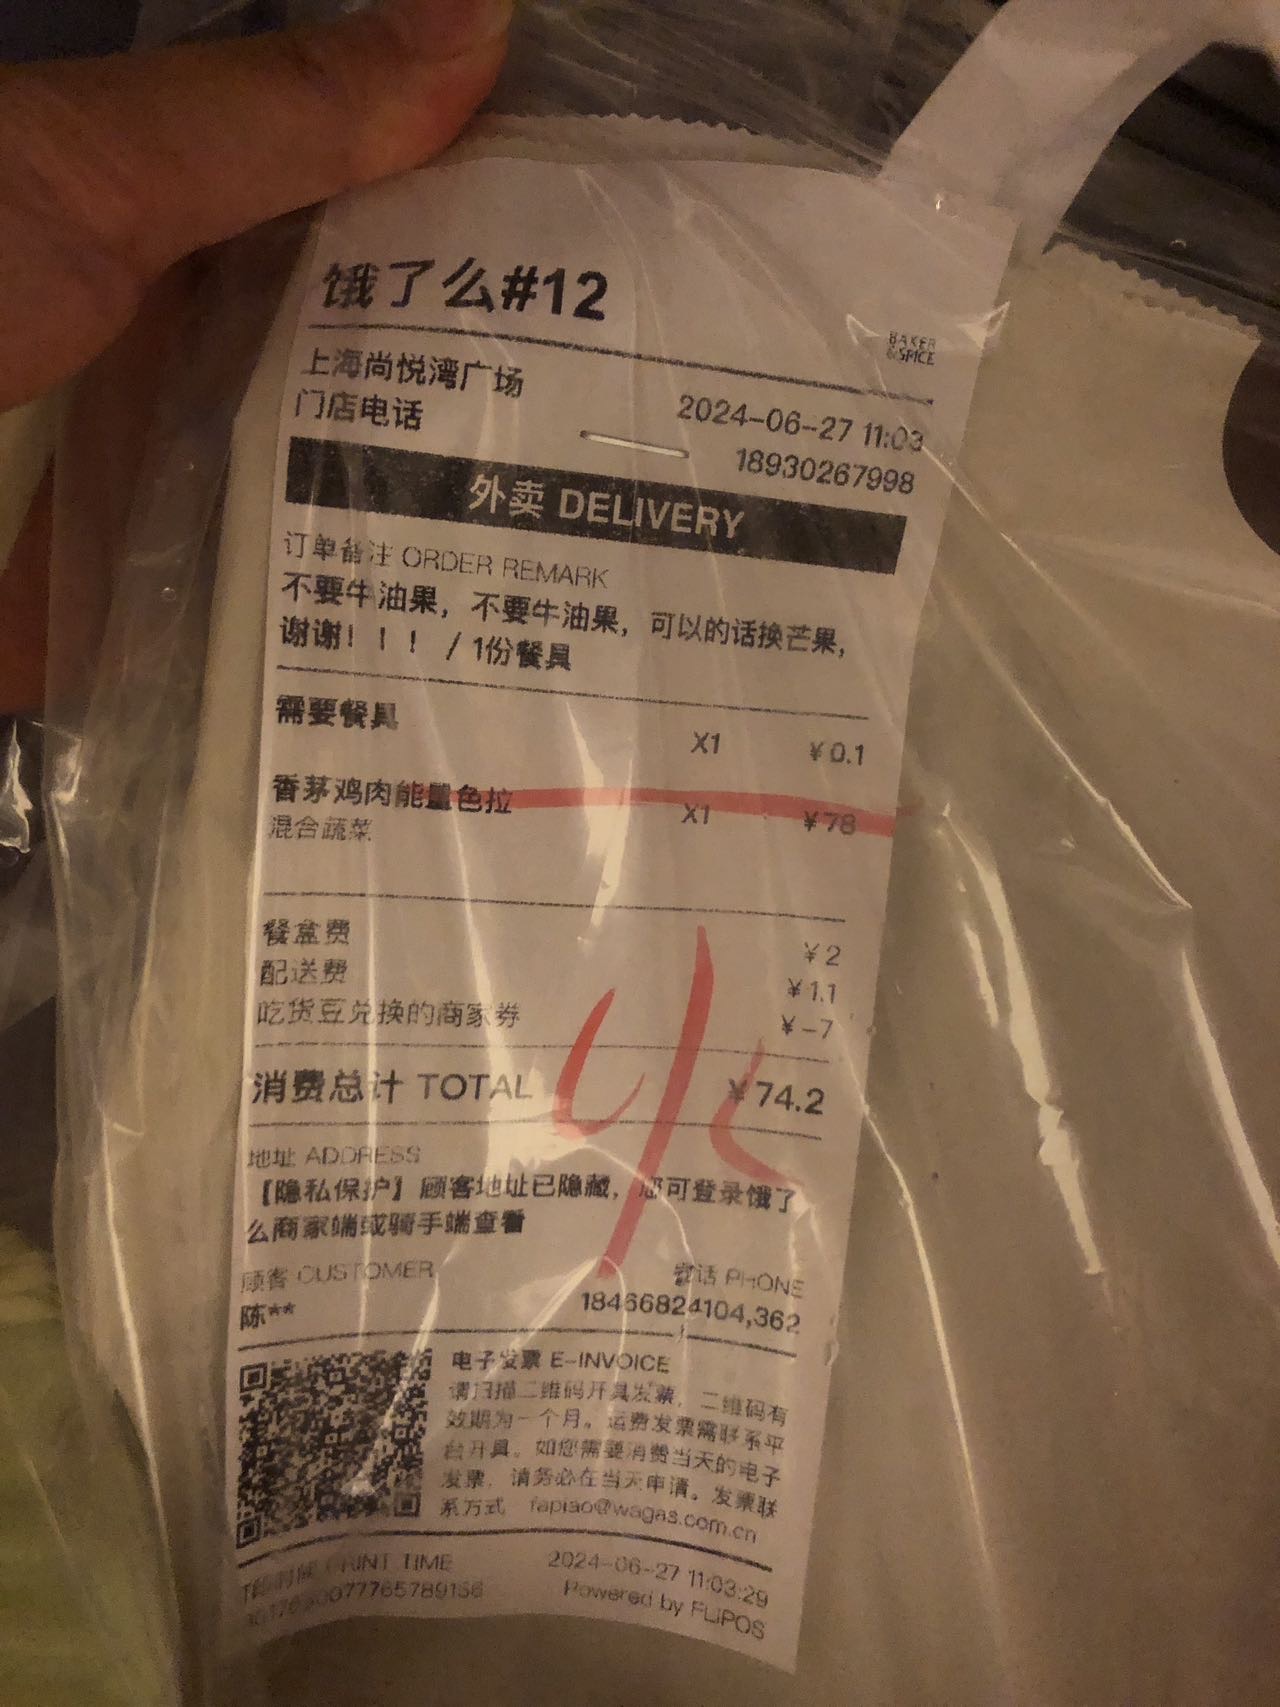 饿了么#12
BAKER
&SPICE
上海尚悦湾广场
2024-06-27 11:03
门店电话
18930267998
外卖 DELIVERY
订单备注 ORDER REMARK
不要牛油果，不要牛油果，可以的话换芒果，
谢谢！！！ / 1份餐具
需要餐具 X1 ￥0.1
香茅鸡肉能量色拉 X1 ￥78
混合蔬菜
餐盒费 ￥2
配送费 ￥1.1
吃货豆兑换的商家券 ￥-7
消费总计 TOTAL ￥74.2
地址 ADDRESS
【隐私保护】顾客地址已隐藏，您可登录饿了
么商家端或骑手端查看
顾客 CUSTOMER 电话 PHONE
陈** 18466824104,362
电子发票 E-INVOICE
请扫描二维码开具发票，二维码有
效期为一个月。运费发票需联系平
台开具。如您需要消费当天的电子
发票，请务必在当天申请。发票联
系方式 fapiao@wagas.com.cn
PRINT TIME 2024-06-27 11:03:29
Powered by FLIPOS